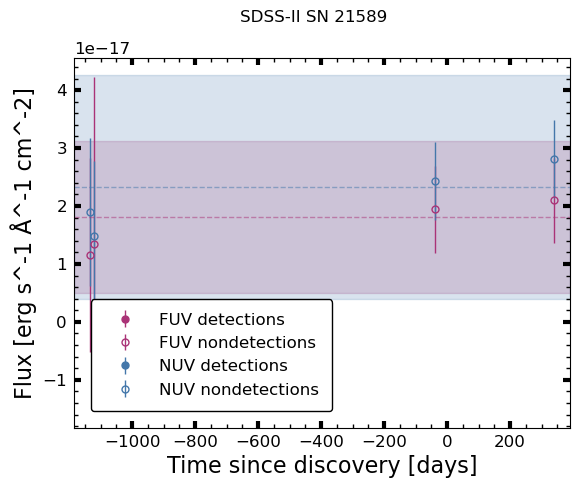 SDSS-II SN 21589
1e−17
4
3
2
1
0
−1
Flux [erg s^-1 Å^-1 cm^-2]
FUV detections
FUV nondetections
NUV detections
NUV nondetections
−1000 −800 −600 −400 −200 0 200
Time since discovery [days]